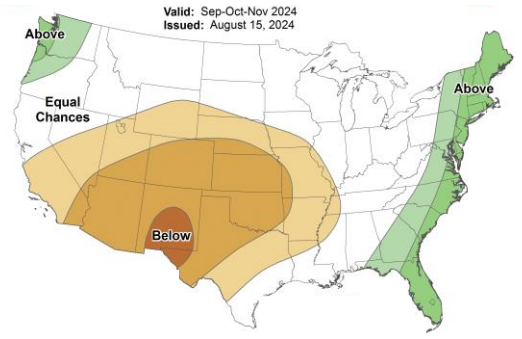 Valid: Sep-Oct-Nov 2024
Issued: August 15, 2024
Above
Above
Equal
Chances
Below